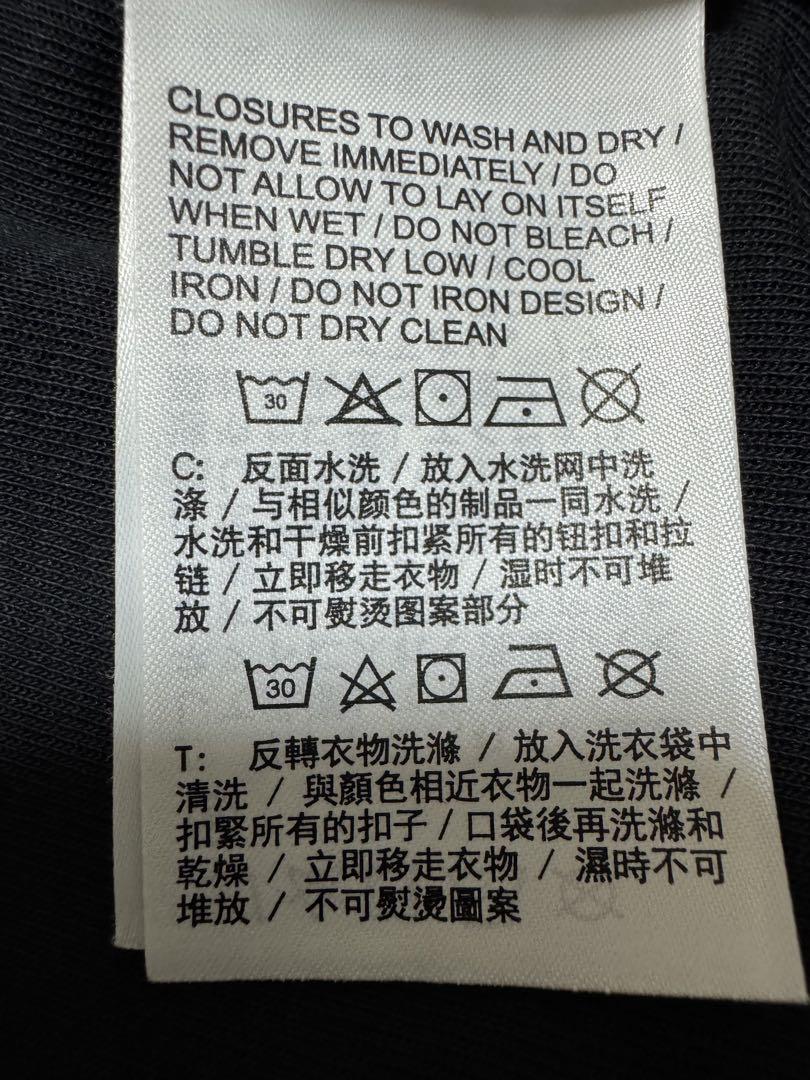 CLOSURES TO WASH AND DRY /
REMOVE IMMEDIATELY / DO
NOT ALLOW TO LAY ON ITSELF
WHEN WET / DO NOT BLEACH /
TUMBLE DRY LOW / COOL
IRON / DO NOT IRON DESIGN /
DO NOT DRY CLEAN
30
C: 反面水洗 / 放入水洗网中洗
涤 / 与相似颜色的制品一同水洗 /
水洗和干燥前扣紧所有的钮扣和拉
链 / 立即移走衣物 / 湿时不可堆
放 / 不可熨烫图案部分
30
T: 反轉衣物洗滌 / 放入洗衣袋中
清洗 / 與顏色相近衣物一起洗滌 /
扣緊所有的扣子 / 口袋後再洗滌和
乾燥 / 立即移走衣物 / 濕時不可
堆放 / 不可熨燙圖案